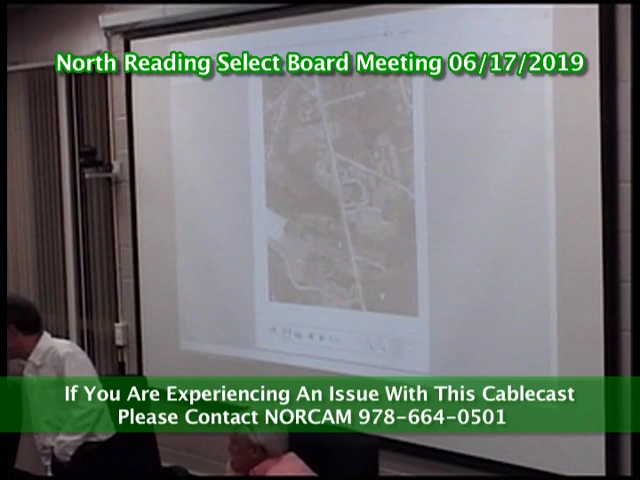 North Reading Select Board Meeting 06/17/2019
If You Are Experiencing An Issue With This Cablecast
Please Contact NORCAM 978-664-0501